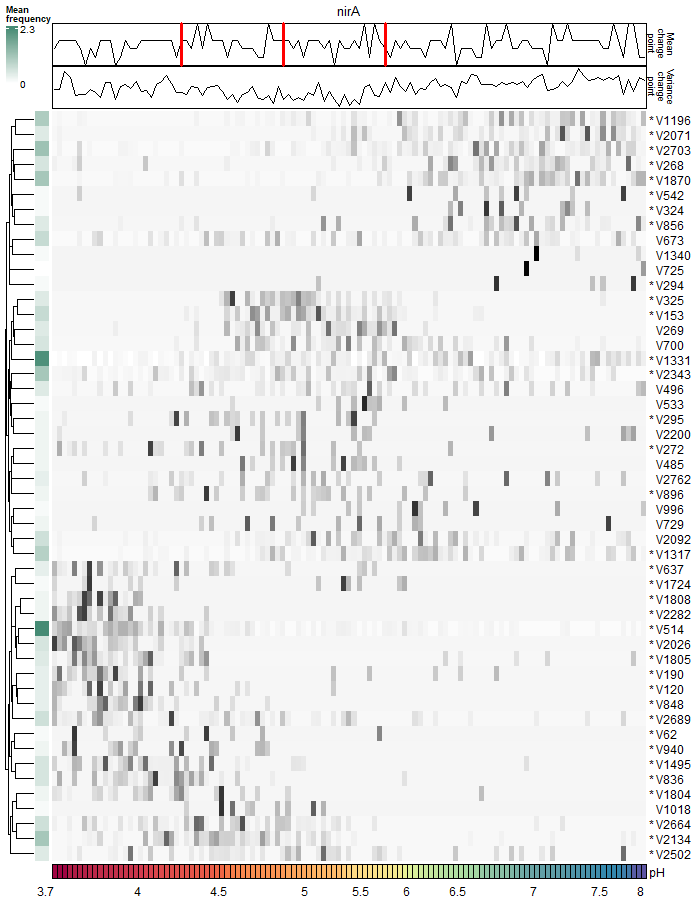 Mean
frequency
2.3
0
nirA
Mean
change
point
Variance
change
point
* V1196
* V2071
* V2703
* V268
* V1870
V542
* V324
* V856
V673
V1340
V725
* V294
* V325
* V153
V269
V700
* V1331
* V2343
V496
V533
* V295
V2200
* V272
V485
V2762
* V896
V996
V729
V2092
* V1317
* V637
* V1724
* V1808
* V2282
* V514
* V2026
* V1805
* V190
* V120
* V848
* V2689
* V62
* V940
* V1495
* V836
* V1804
V1018
* V2664
* V2134
* V2502
pH
3.7 4 4.5 5 5.5 6 6.5 7 7.5 8